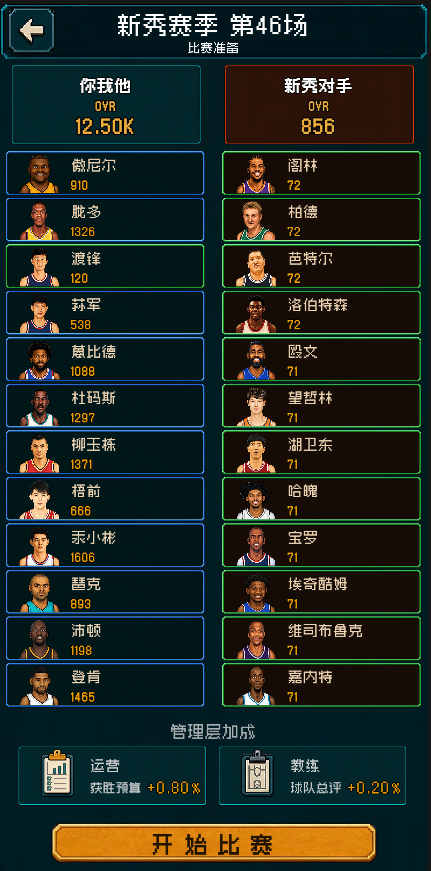 新秀赛季 第46场
比赛准备
你我他
OVR
12.50K
新秀对手
OVR
856
傲尼尔
910
阁林
72
胧多
1326
柏德
72
渡锋
120
芭特尔
72
荪军
538
洛伯特森
72
蒽比德
1088
殴文
71
杜码斯
1297
望哲林
71
柳玉栋
1371
湖卫东
71
梧前
666
哈魄
71
汞小彬
1606
宝罗
71
琶克
893
埃奇酷姆
71
沛顿
1198
维司布鲁克
71
登肯
1465
嘉内特
71
管理层加成
运营
获胜预算 +0.80%
教练
球队总评 +0.20%
开始比赛